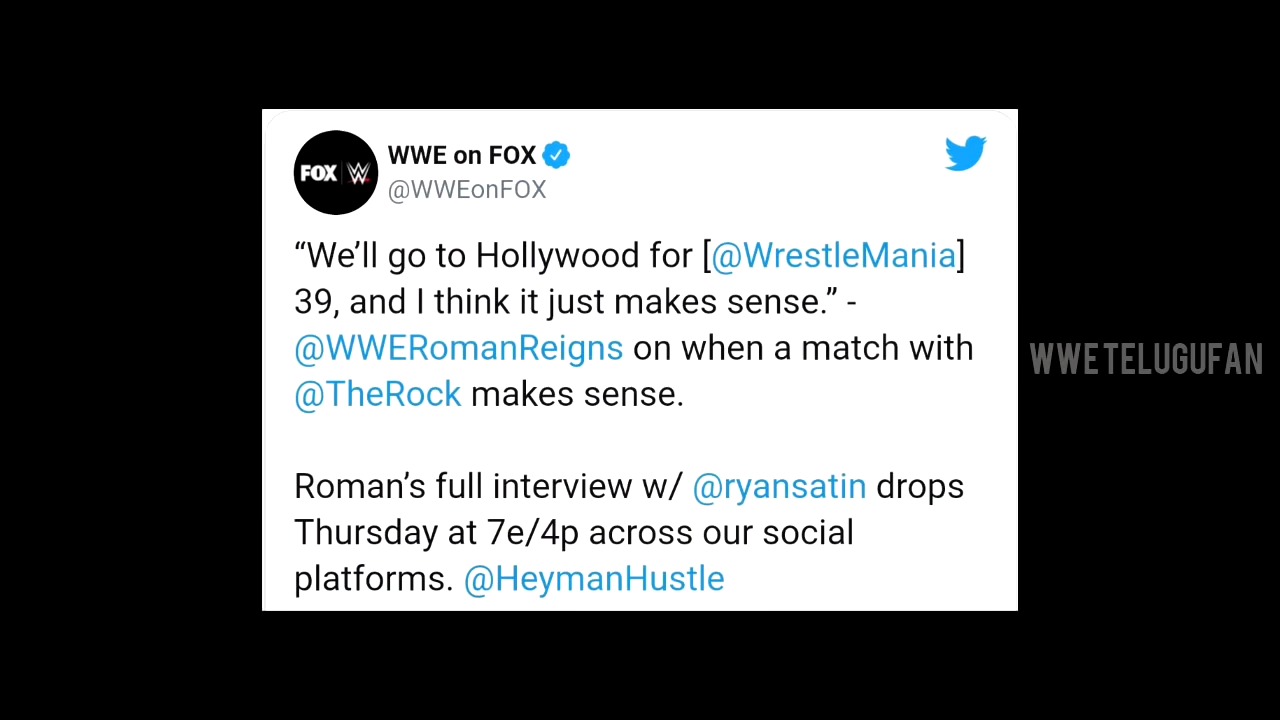 FOX W
WWE on FOX
@WWEonFOX
“We’ll go to Hollywood for [@WrestleMania]
39, and I think it just makes sense.” -
@WWERomanReigns on when a match with
@TheRock makes sense.
Roman’s full interview w/ @ryansatin drops
Thursday at 7e/4p across our social
platforms. @HeymanHustle
WWETELUGUFAN